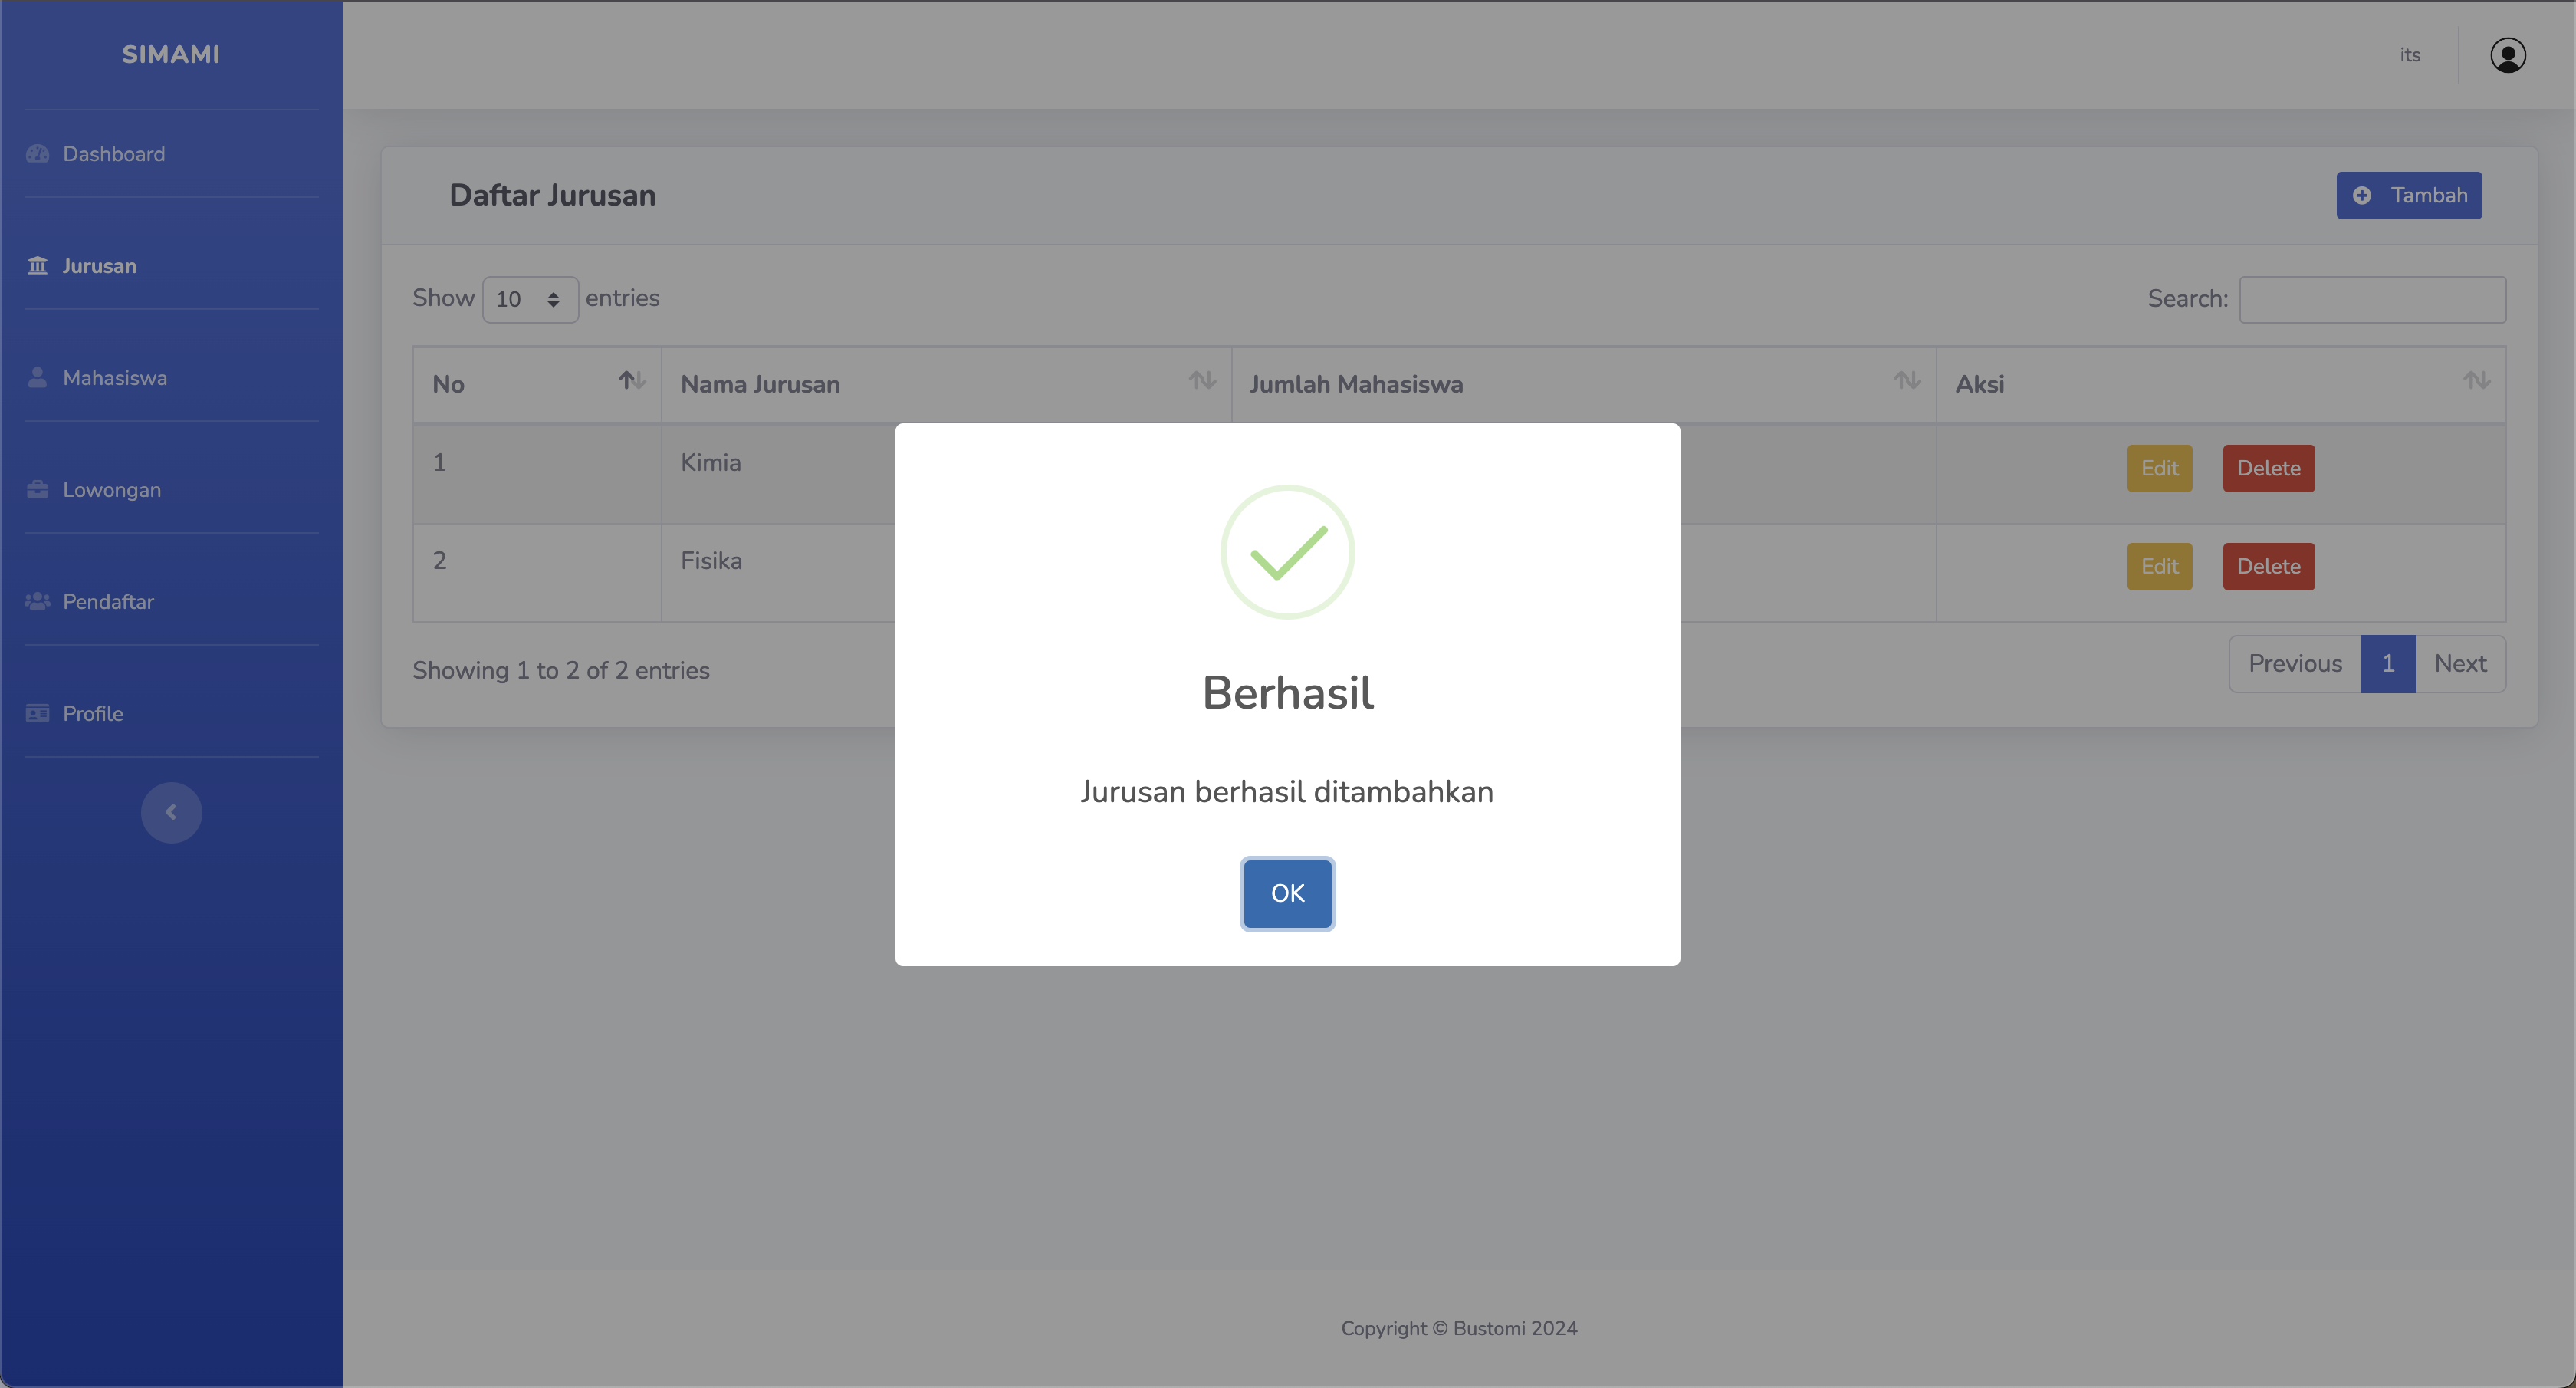 SIMAMI
its
Dashboard
Jurusan
Mahasiswa
Lowongan
Pendaftar
Profile
Daftar Jurusan
Tambah
Show 10 entries
Search:
No Nama Jurusan Jumlah Mahasiswa Aksi
1 Kimia Edit Delete
2 Fisika Edit Delete
Showing 1 to 2 of 2 entries
Previous 1 Next
Berhasil
Jurusan berhasil ditambahkan
OK
Copyright © Bustomi 2024